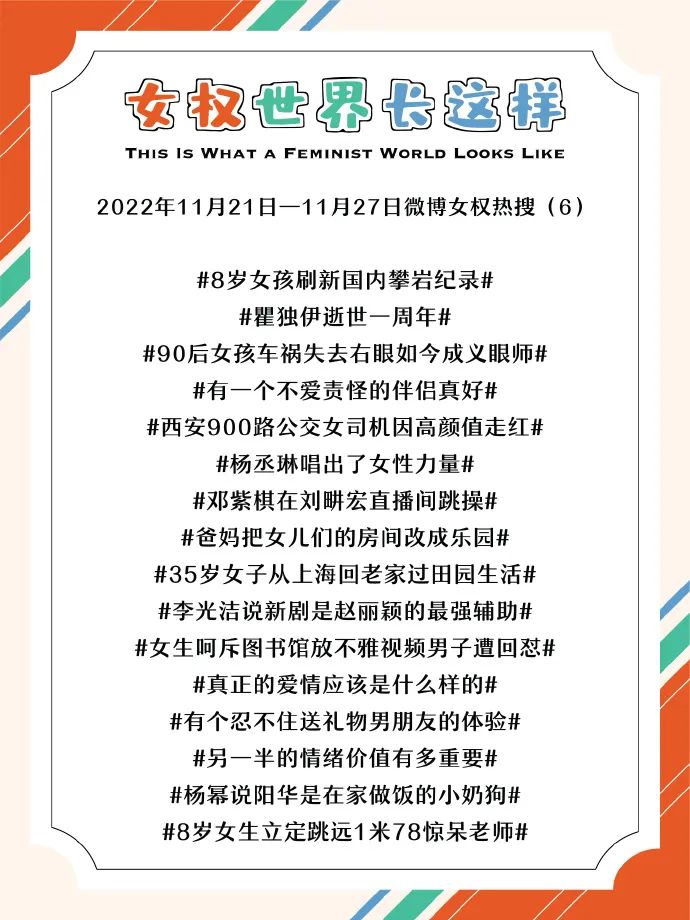 女权世界长这样
THIS IS WHAT A FEMINIST WORLD LOOKS LIKE
2022年11月21日—11月27日微博女权热搜（6）
#8岁女孩刷新国内攀岩纪录#
#瞿独伊逝世一周年#
#90后女孩车祸失去右眼如今成义眼师#
#有一个不爱责怪的伴侣真好#
#西安900路公交女司机因高颜值走红#
#杨丞琳唱出了女性力量#
#邓紫棋在刘畊宏直播间跳操#
#爸妈把女儿们的房间改成乐园#
#35岁女子从上海回老家过田园生活#
#李光洁说新剧是赵丽颖的最强辅助#
#女生呵斥图书馆放不雅视频男子遭回怼#
#真正的爱情应该是什么样的#
#有个忍不住送礼物男朋友的体验#
#另一半的情绪价值有多重要#
#杨幂说阳华是在家做饭的小奶狗#
#8岁女生立定跳远1米78惊呆老师#